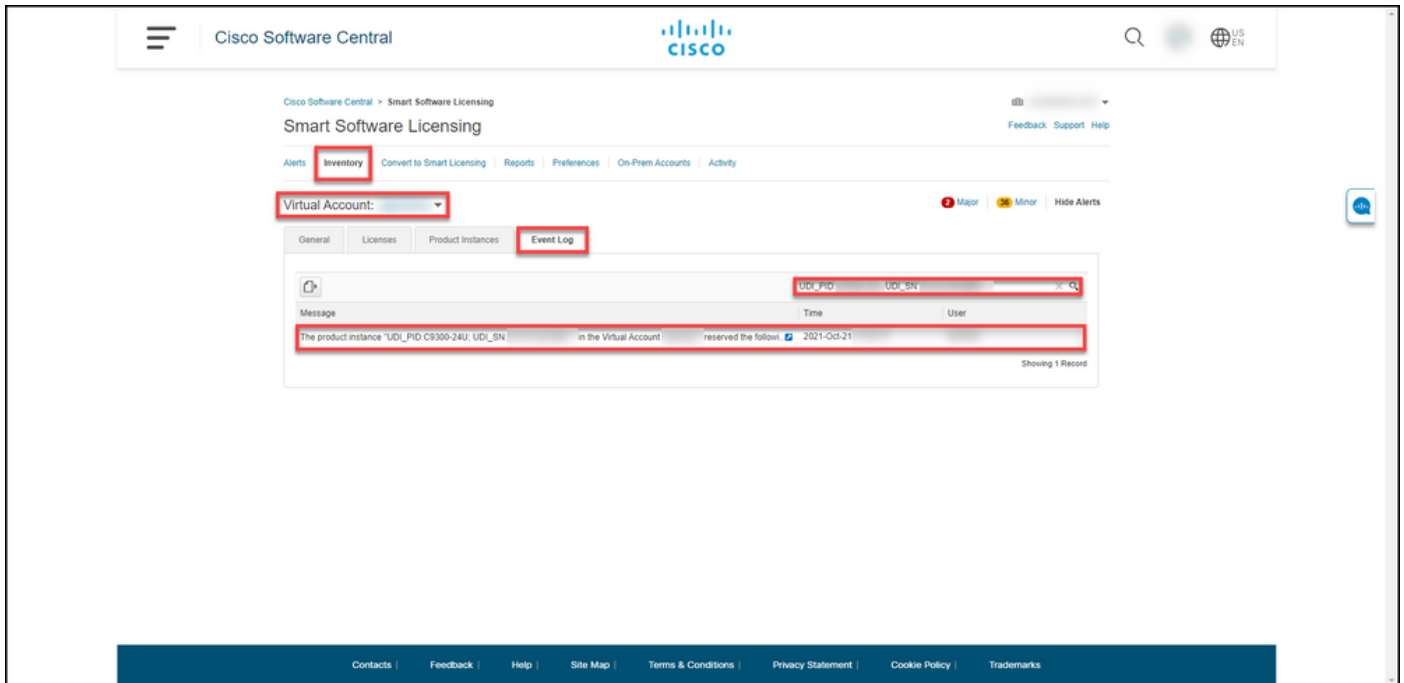 Cisco Software Central
CISCO
US
EN
Cisco Software Central > Smart Software Licensing
Smart Software Licensing
Feedback Support Help
Alerts | Inventory | Convert to Smart Licensing | Reports | Preferences | On-Prem Accounts | Activity
Virtual Account:
2 Major | 36 Minor | Hide Alerts
General Licenses Product Instances Event Log
UDI_PID: UDI_SN:
Message Time User
The product instance "UDI_PID:C9300-24U; UDI_SN: in the Virtual Account reserved the followi.. 2021-Oct-21
Showing 1 Record
Contacts | Feedback | Help | Site Map | Terms & Conditions | Privacy Statement | Cookie Policy | Trademarks